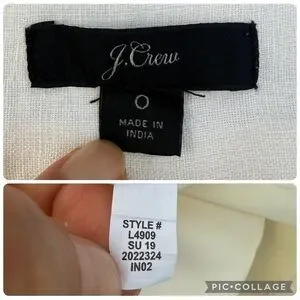 J.Crew
0
MADE IN
INDIA
STYLE #
L4909
SU 19
2022324
IN02
PIC•COLLAGE